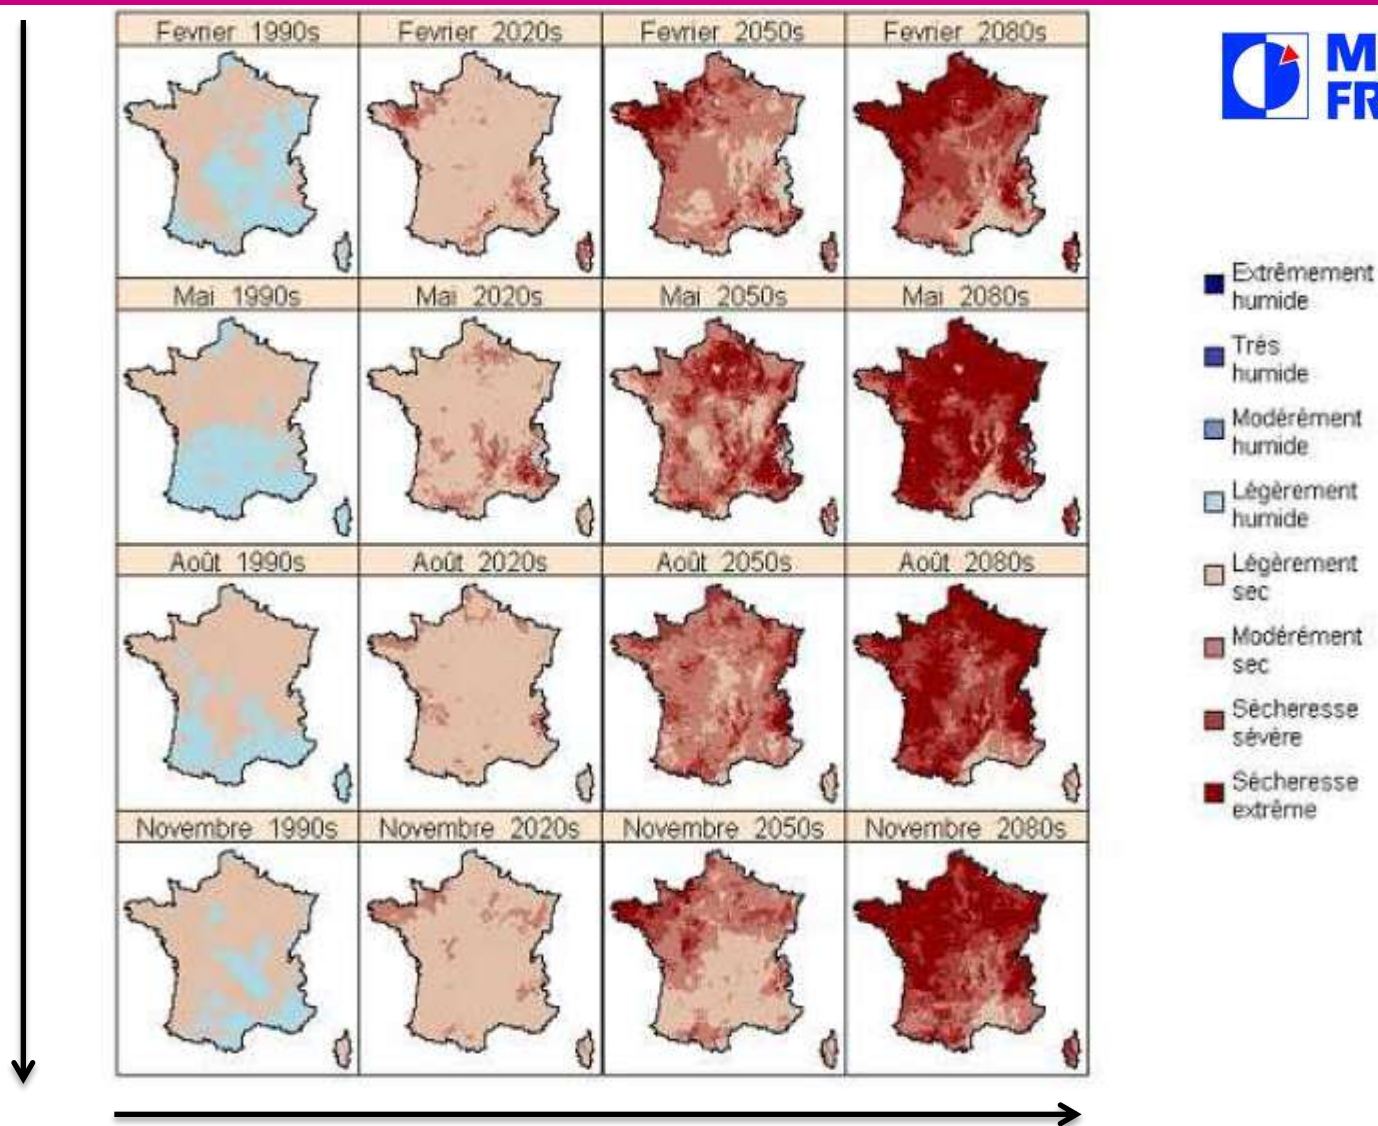 Fevrier 1990s
Fevrier 2020s
Fevrier 2050s
Fevrier 2080s
Mai 1990s
Mai 2020s
Mai 2050s
Mai 2080s
Août 1990s
Août 2020s
Août 2050s
Août 2080s
Novembre 1990s
Novembre 2020s
Novembre 2050s
Novembre 2080s
M
FR
Extrêmement
humide
Très
humide
Modérément
humide
Légèrement
humide
Légèrement
sec
Modérément
sec
Sécheresse
sévère
Sécheresse
extrême